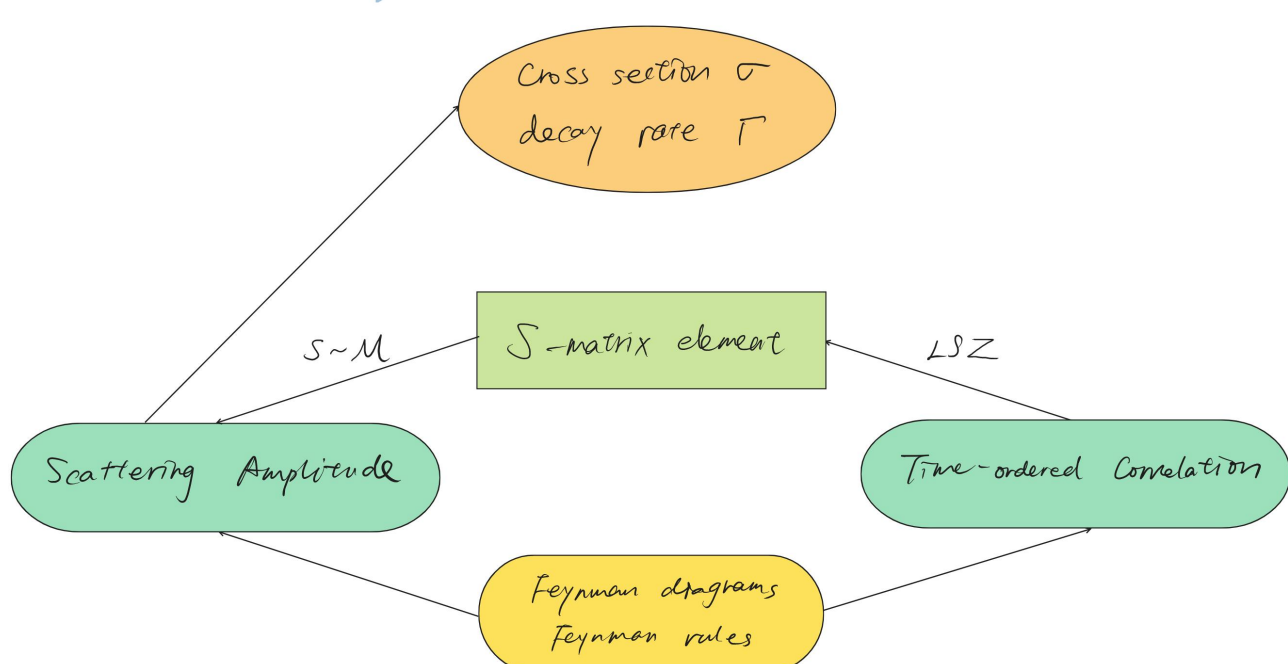 Cross section σ
decay rate Γ
S~M
S-matrix element
LSZ
Scattering Amplitude
Time-ordered Correlation
Feynman diagrams
Feynman rules